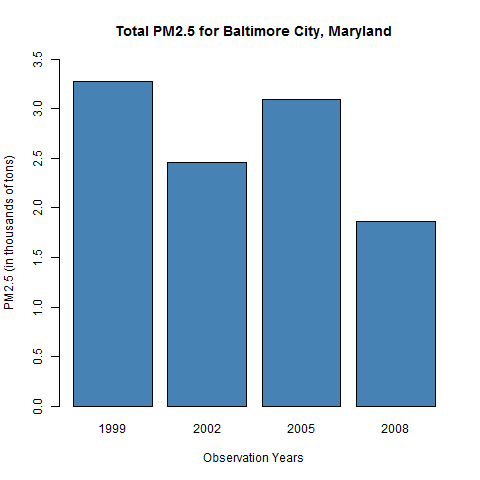 Total PM2.5 for Baltimore City, Maryland
PM2.5 (in thousands of tons)
3.5
3.0
2.5
2.0
1.5
1.0
0.5
0.0
1999 2002 2005 2008
Observation Years